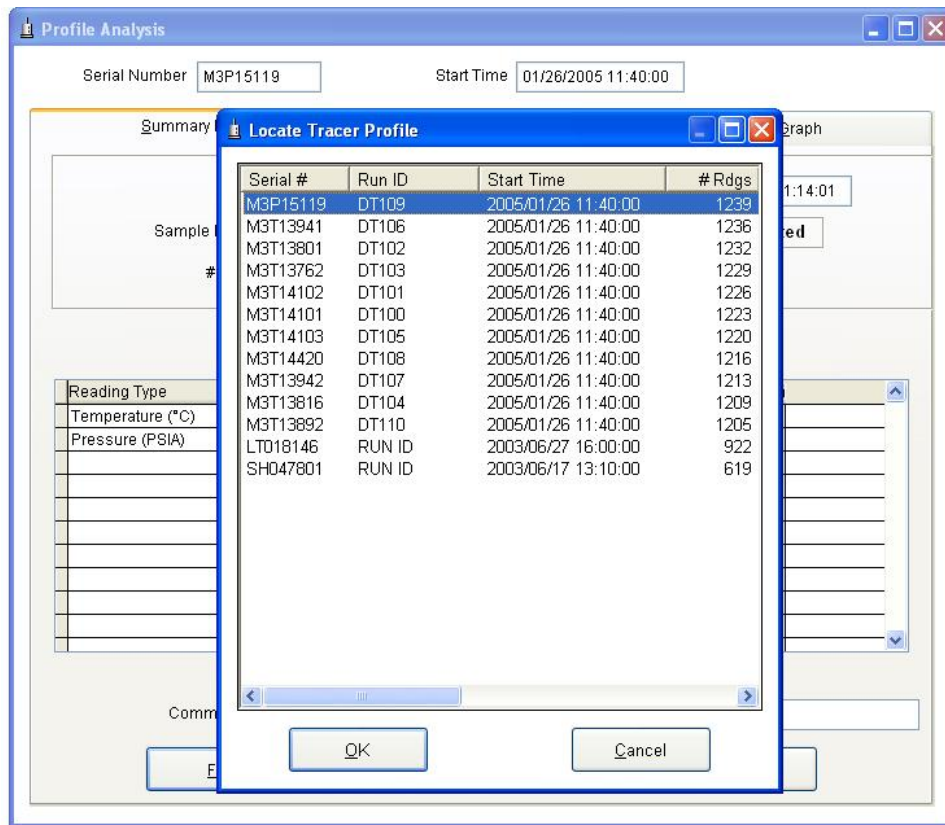 Profile Analysis
Serial Number M3P15119 Start Time 01/26/2005 11:40:00
Summary Graph
Locate Tracer Profile
1:14:01
Sample
#
Serial # Run ID Start Time # Rdgs
M3P15119 DT109 2005/01/26 11:40:00 1239
M3T13941 DT106 2005/01/26 11:40:00 1236
M3T13801 DT102 2005/01/26 11:40:00 1232
M3T13762 DT103 2005/01/26 11:40:00 1229
M3T14102 DT101 2005/01/26 11:40:00 1226
M3T14101 DT100 2005/01/26 11:40:00 1223
M3T14103 DT105 2005/01/26 11:40:00 1220
M3T14420 DT108 2005/01/26 11:40:00 1216
M3T13942 DT107 2005/01/26 11:40:00 1213
M3T13816 DT104 2005/01/26 11:40:00 1209
M3T13892 DT110 2005/01/26 11:40:00 1205
LT018146 RUN ID 2003/06/27 16:00:00 922
SH047801 RUN ID 2003/06/17 13:10:00 619
Reading Type
Temperature (°C)
Pressure (PSIA)
Comm
OK Cancel
F